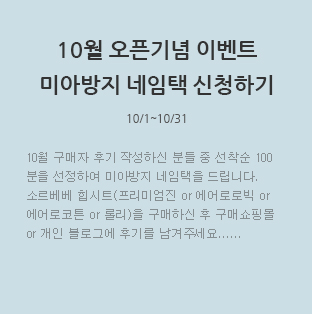 10월 오픈기념 이벤트
미아방지 네임택 신청하기
10/1~10/31
10월 구매자 후기 작성하신 분들 중 선착순 100
분을 선정하여 미아방지 네임택을 드립니다.
소르베베 힙시트(프리미엄진 or 에어로로빅 or
에어로코튼 or 롤리)을 구매하신 후 구매쇼핑몰
or 개인 블로그에 후기를 남겨주세요......